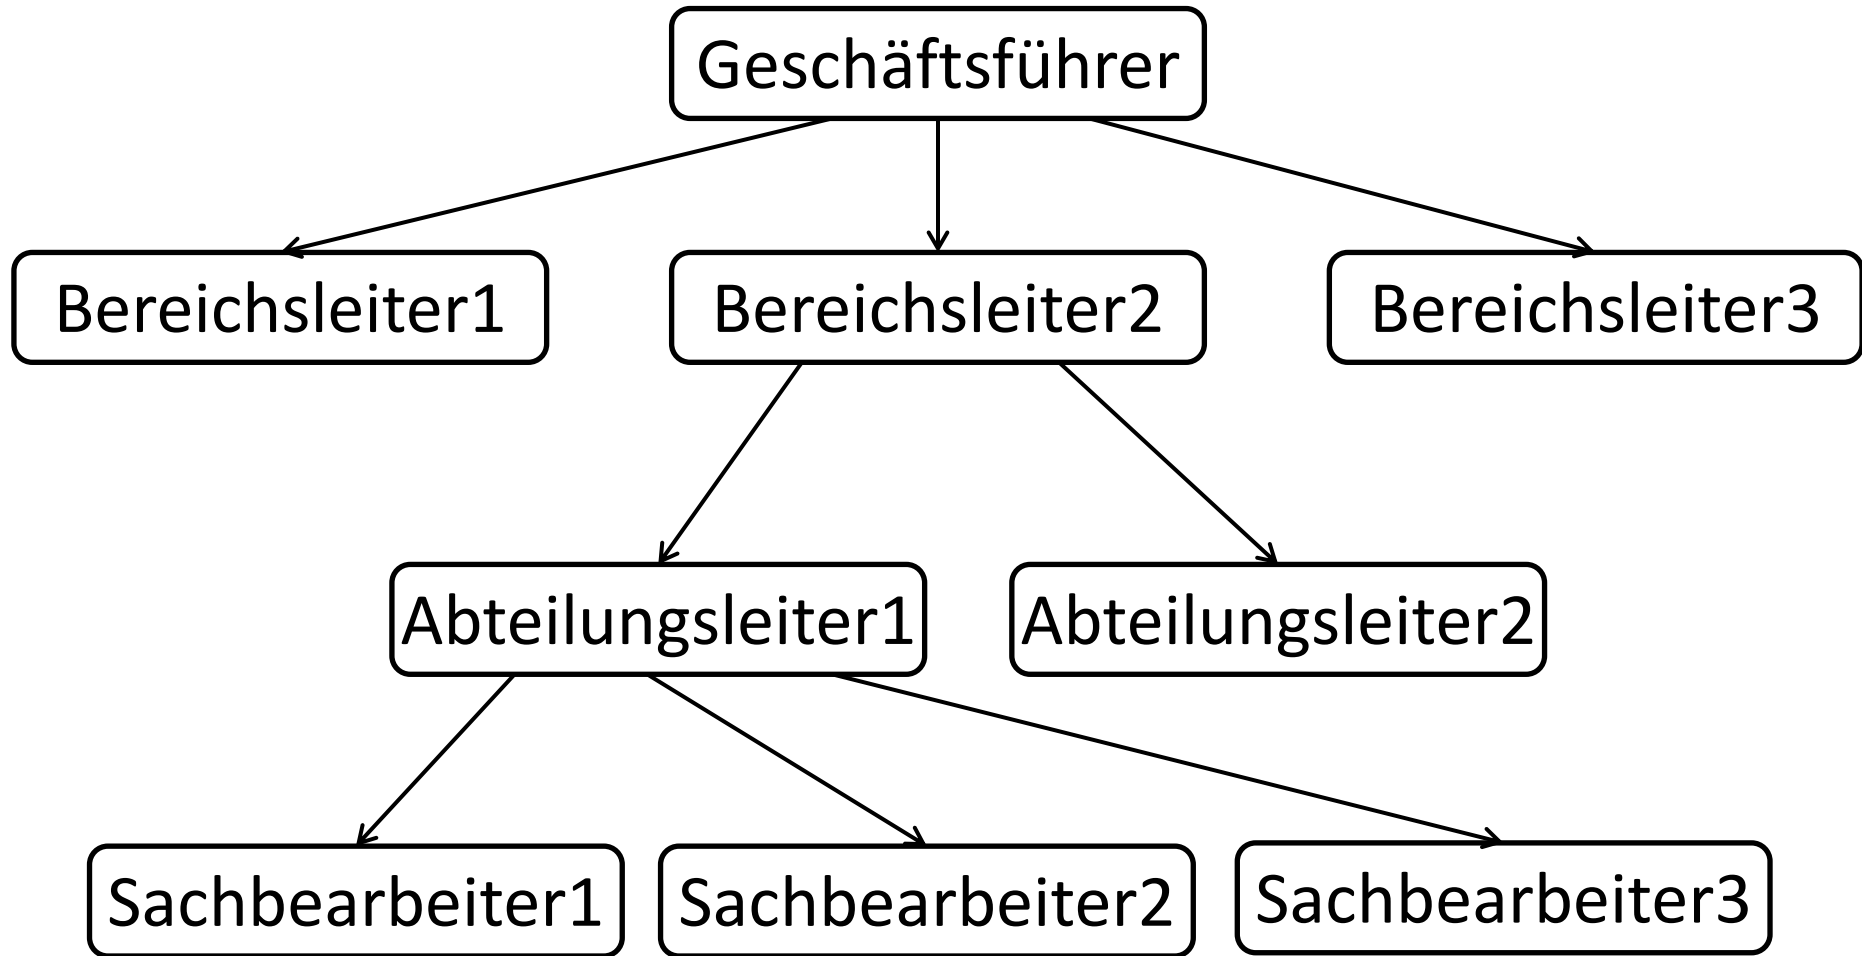 Geschäftsführer
Bereichsleiter1
Bereichsleiter2
Bereichsleiter3
Abteilungsleiter1
Abteilungsleiter2
Sachbearbeiter1
Sachbearbeiter2
Sachbearbeiter3